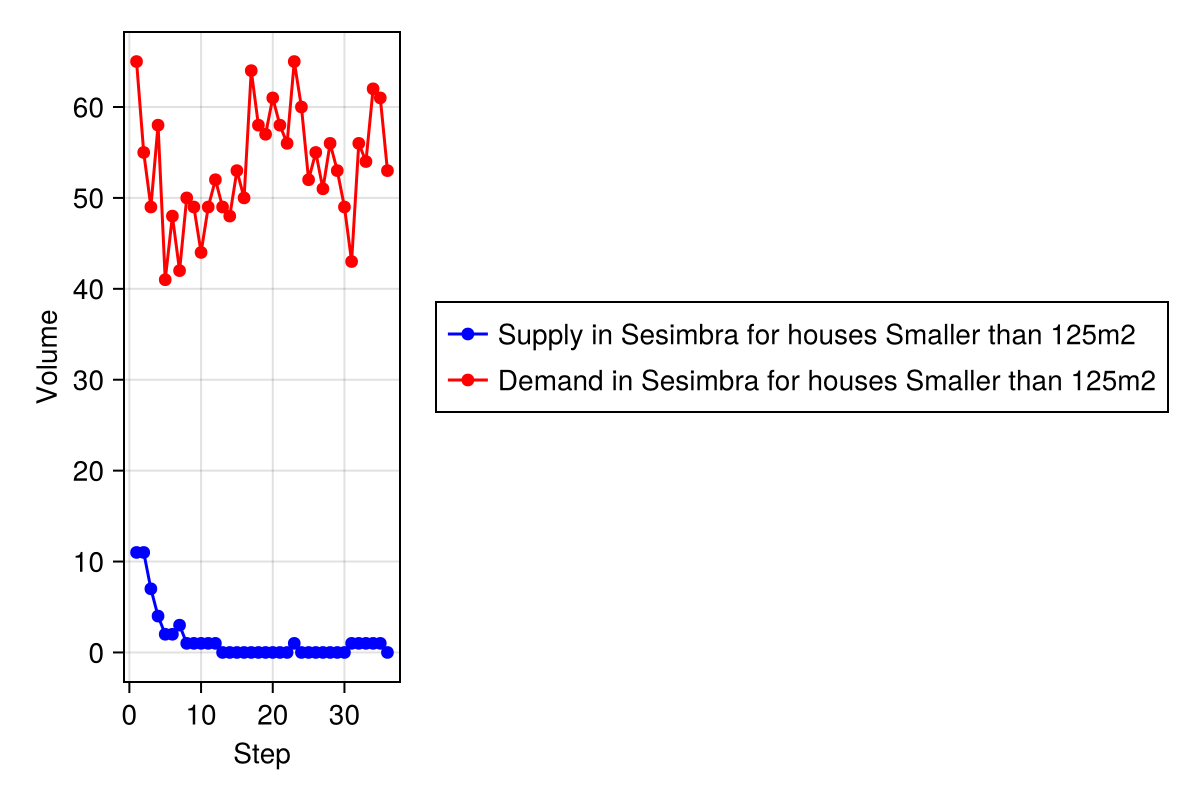 Volume
60
50
40
30
20
10
0
0 10 20 30
Step
Supply in Sesimbra for houses Smaller than 125m2
Demand in Sesimbra for houses Smaller than 125m2